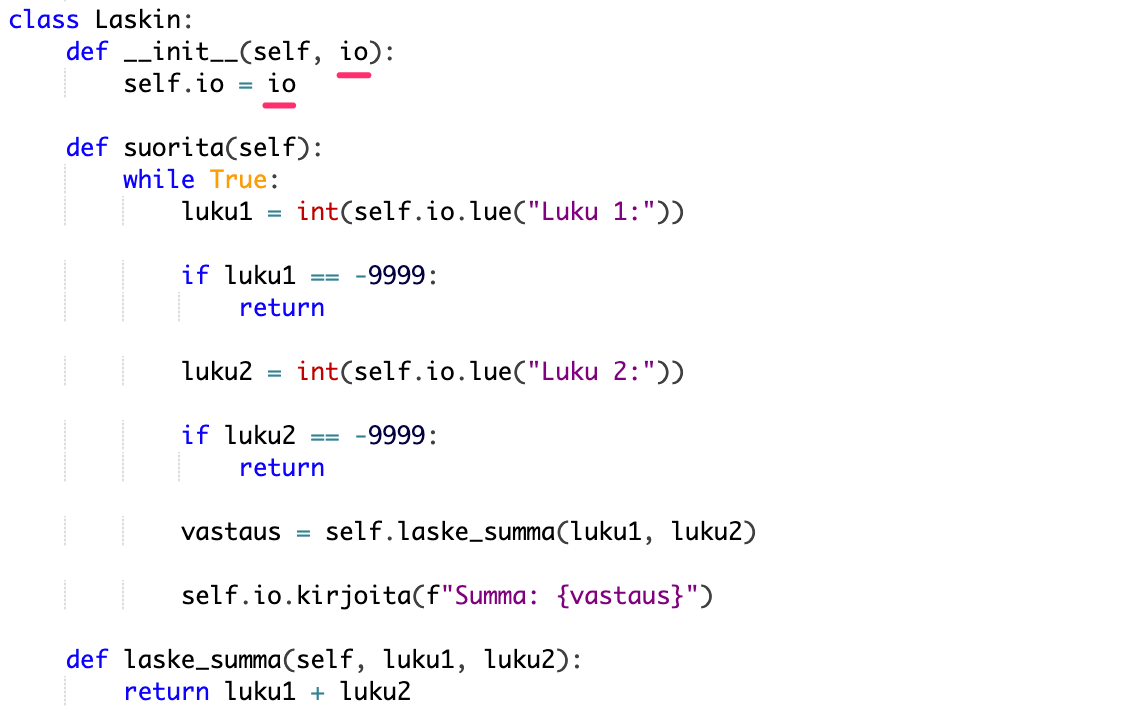 class Laskin:
    def __init__(self, io):
        self.io = io
    def suorita(self):
        while True:
            luku1 = int(self.io.lue("Luku 1:"))
            if luku1 == -9999:
                return
            luku2 = int(self.io.lue("Luku 2:"))
            if luku2 == -9999:
                return
            vastaus = self.laske_summa(luku1, luku2)
            self.io.kirjoita(f"Summa: {vastaus}")
    def laske_summa(self, luku1, luku2):
        return luku1 + luku2